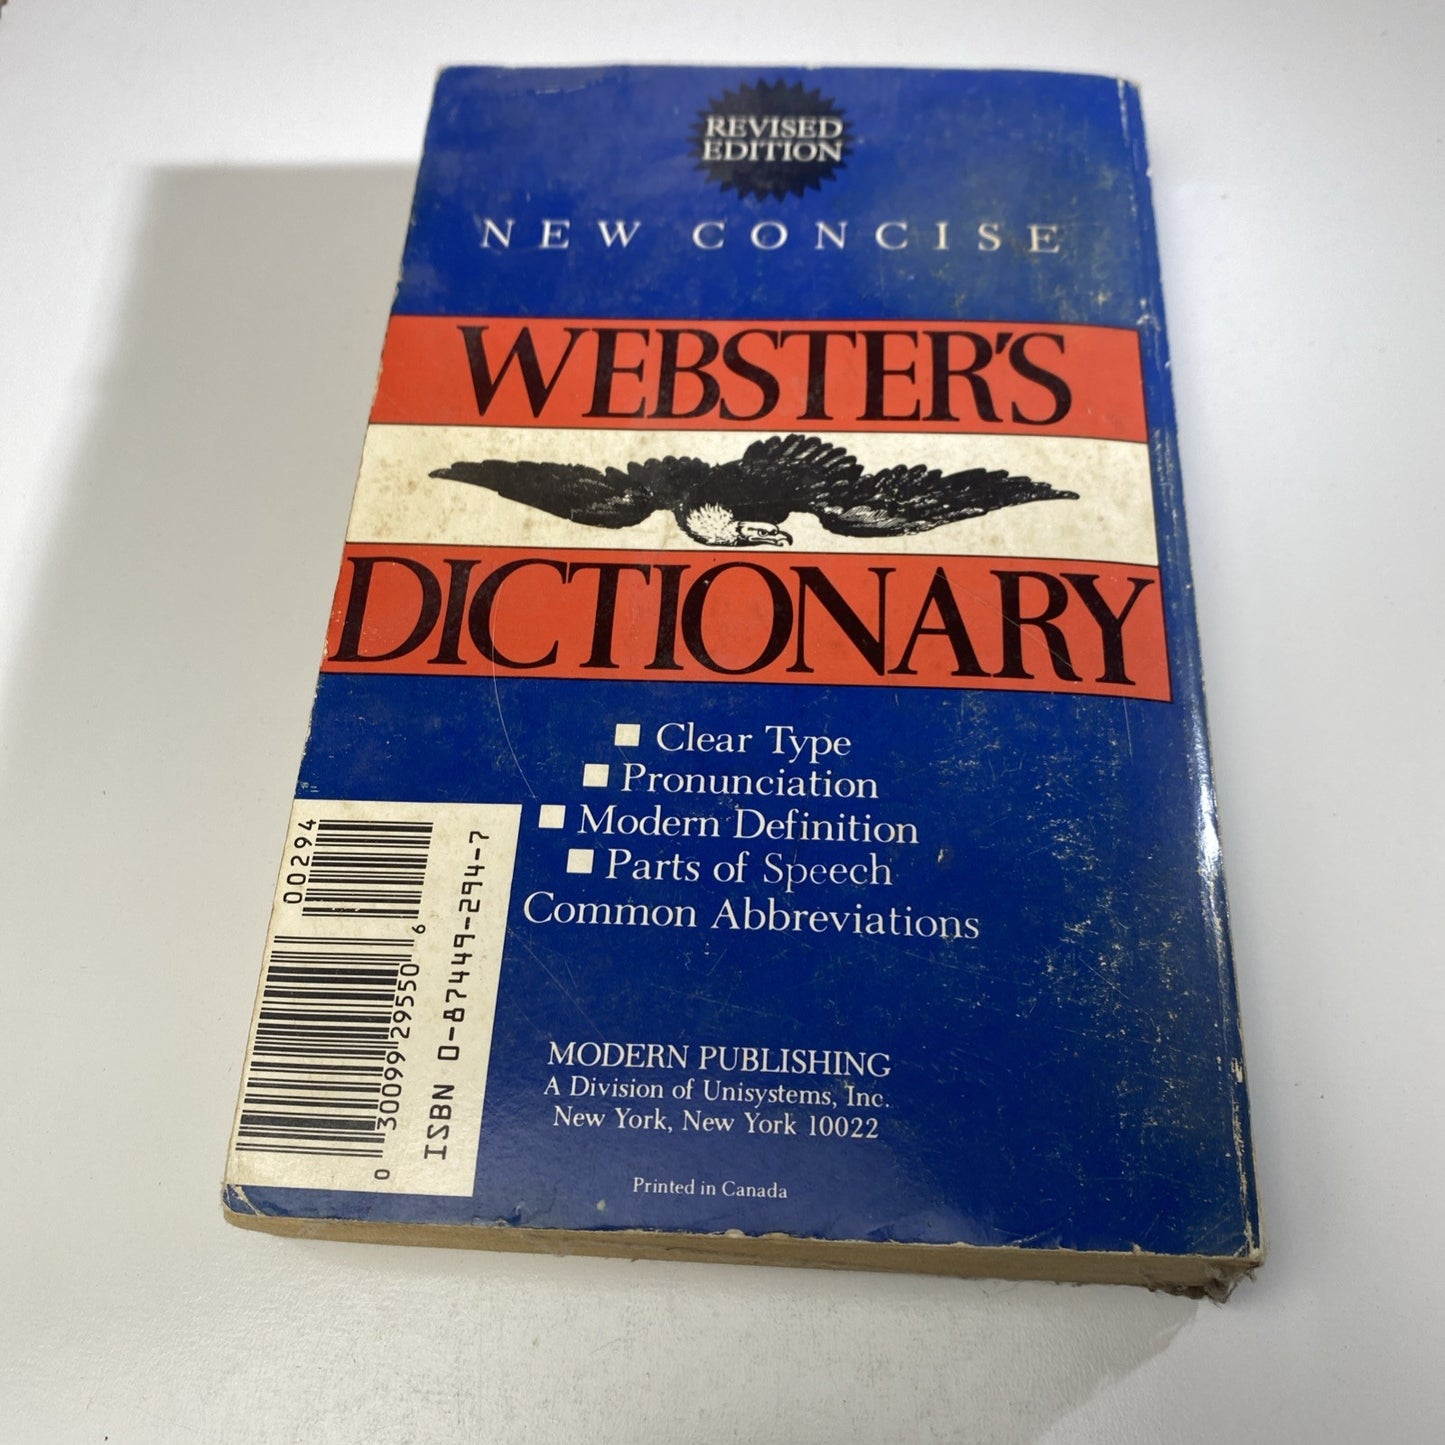 REVISED
EDITION
NEW CONCISE
WEBSTER'S
DICTIONARY
Clear Type
Pronunciation
Modern Definition
Parts of Speech
Common Abbreviations
MODERN PUBLISHING
A Division of Unisystems, Inc.
New York, New York 10022
Printed in Canada
00294
0 30099 29550 6
ISBN 0-87449-294-7